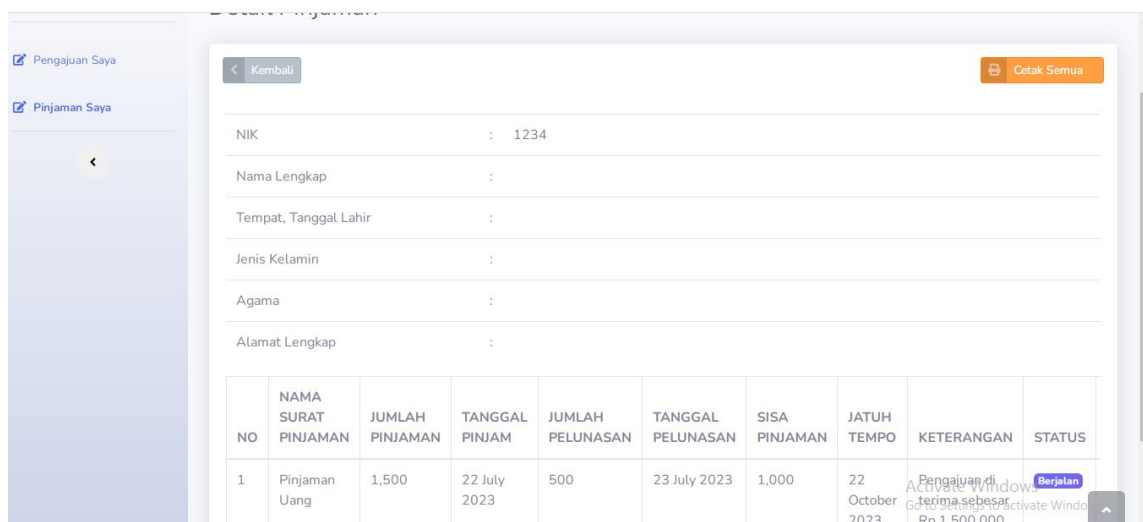 Detail Pinjaman
Pengajuan Saya
Kembali
Cetak Semua
Pinjaman Saya
NIK : 1234
Nama Lengkap :
Tempat, Tanggal Lahir :
Jenis Kelamin :
Agama :
Alamat Lengkap :
NO NAMA SURAT PINJAMAN JUMLAH PINJAMAN TANGGAL PINJAM JUMLAH PELUNASAN TANGGAL PELUNASAN SISA PINJAMAN JATUH TEMPO KETERANGAN STATUS
1 Pinjaman Uang 1,500 22 July 2023 500 23 July 2023 1,000 22 October 2023 Pengajuan di terima sebesar Rp 1.500.000 Berjalan
Activate Windows
Go to Settings to activate Windo